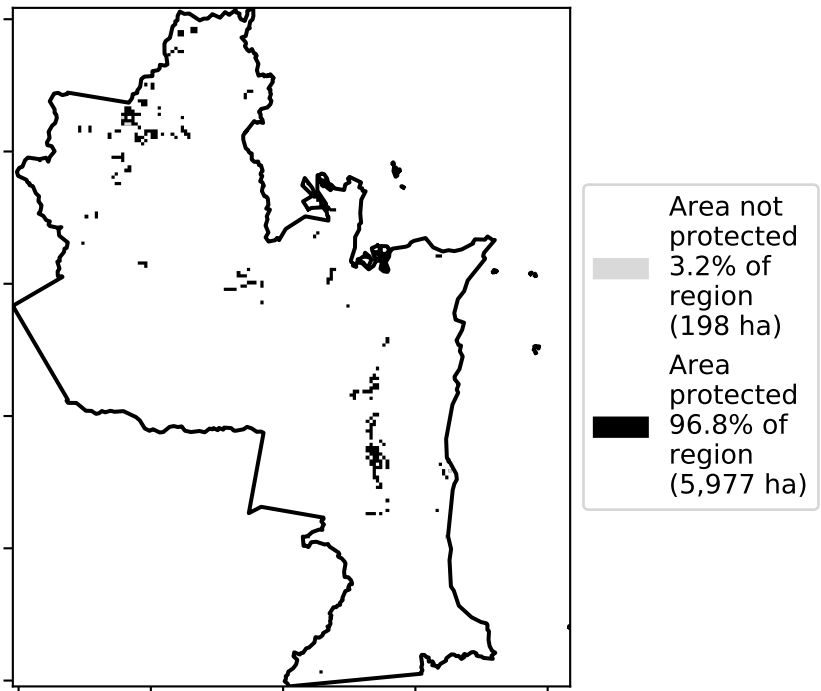 Area not
protected
3.2% of
region
(198 ha)
Area
protected
96.8% of
region
(5,977 ha)